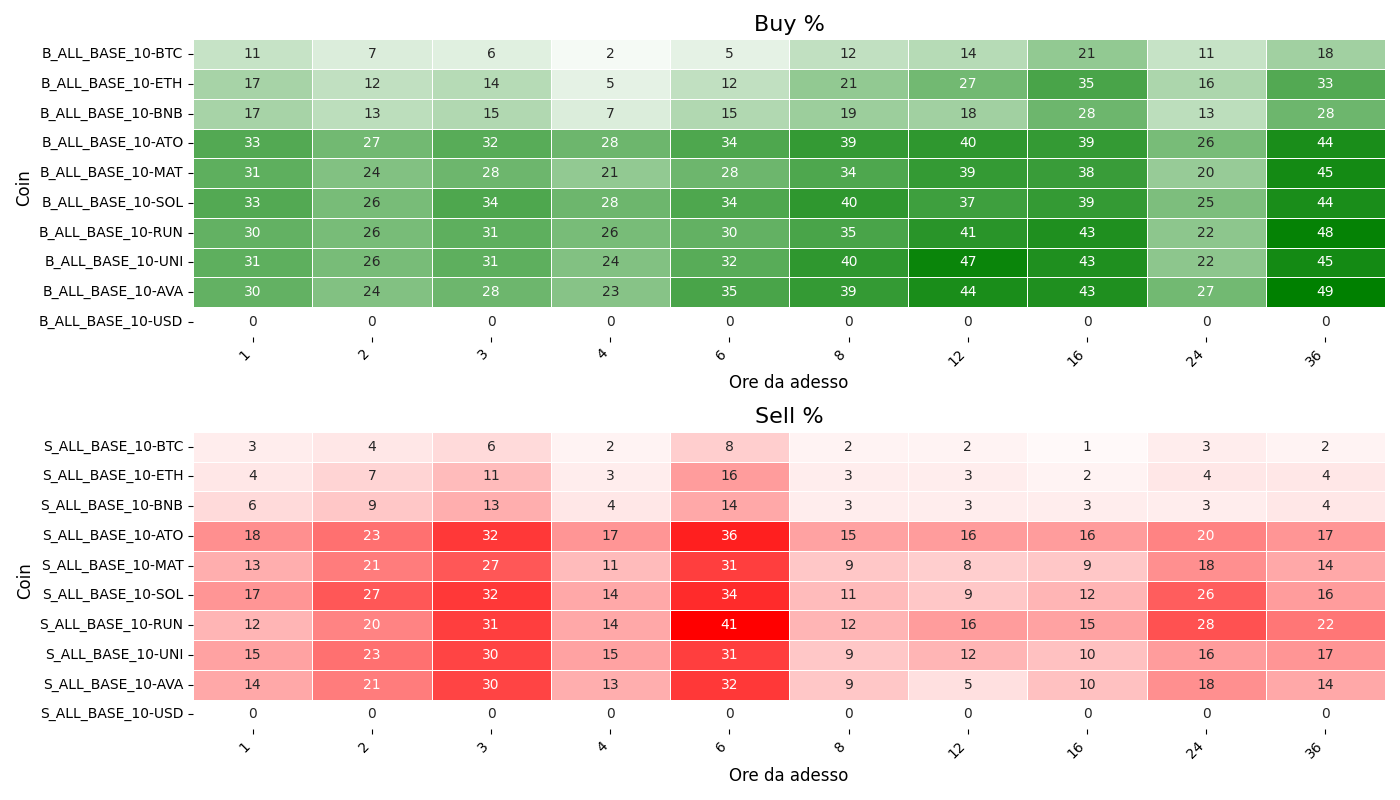 Buy %
Coin
B_ALL_BASE_10-BTC 11 7 6 2 5 12 14 21 11 18
B_ALL_BASE_10-ETH 17 12 14 5 12 21 27 35 16 33
B_ALL_BASE_10-BNB 17 13 15 7 15 19 18 28 13 28
B_ALL_BASE_10-ATO 33 27 32 28 34 39 40 39 26 44
B_ALL_BASE_10-MAT 31 24 28 21 28 34 39 38 20 45
B_ALL_BASE_10-SOL 33 26 34 28 34 40 37 39 25 44
B_ALL_BASE_10-RUN 30 26 31 26 30 35 41 43 22 48
B_ALL_BASE_10-UNI 31 26 31 24 32 40 47 43 22 45
B_ALL_BASE_10-AVA 30 24 28 23 35 39 44 43 27 49
B_ALL_BASE_10-USD 0 0 0 0 0 0 0 0 0 0
1 2 3 4 6 8 12 16 24 36
Ore da adesso
Sell %
Coin
S_ALL_BASE_10-BTC 3 4 6 2 8 2 2 1 3 2
S_ALL_BASE_10-ETH 4 7 11 3 16 3 3 2 4 4
S_ALL_BASE_10-BNB 6 9 13 4 14 3 3 3 3 4
S_ALL_BASE_10-ATO 18 23 32 17 36 15 16 16 20 17
S_ALL_BASE_10-MAT 13 21 27 11 31 9 8 9 18 14
S_ALL_BASE_10-SOL 17 27 32 14 34 11 9 12 26 16
S_ALL_BASE_10-RUN 12 20 31 14 41 12 16 15 28 22
S_ALL_BASE_10-UNI 15 23 30 15 31 9 12 10 16 17
S_ALL_BASE_10-AVA 14 21 30 13 32 9 5 10 18 14
S_ALL_BASE_10-USD 0 0 0 0 0 0 0 0 0 0
1 2 3 4 6 8 12 16 24 36
Ore da adesso